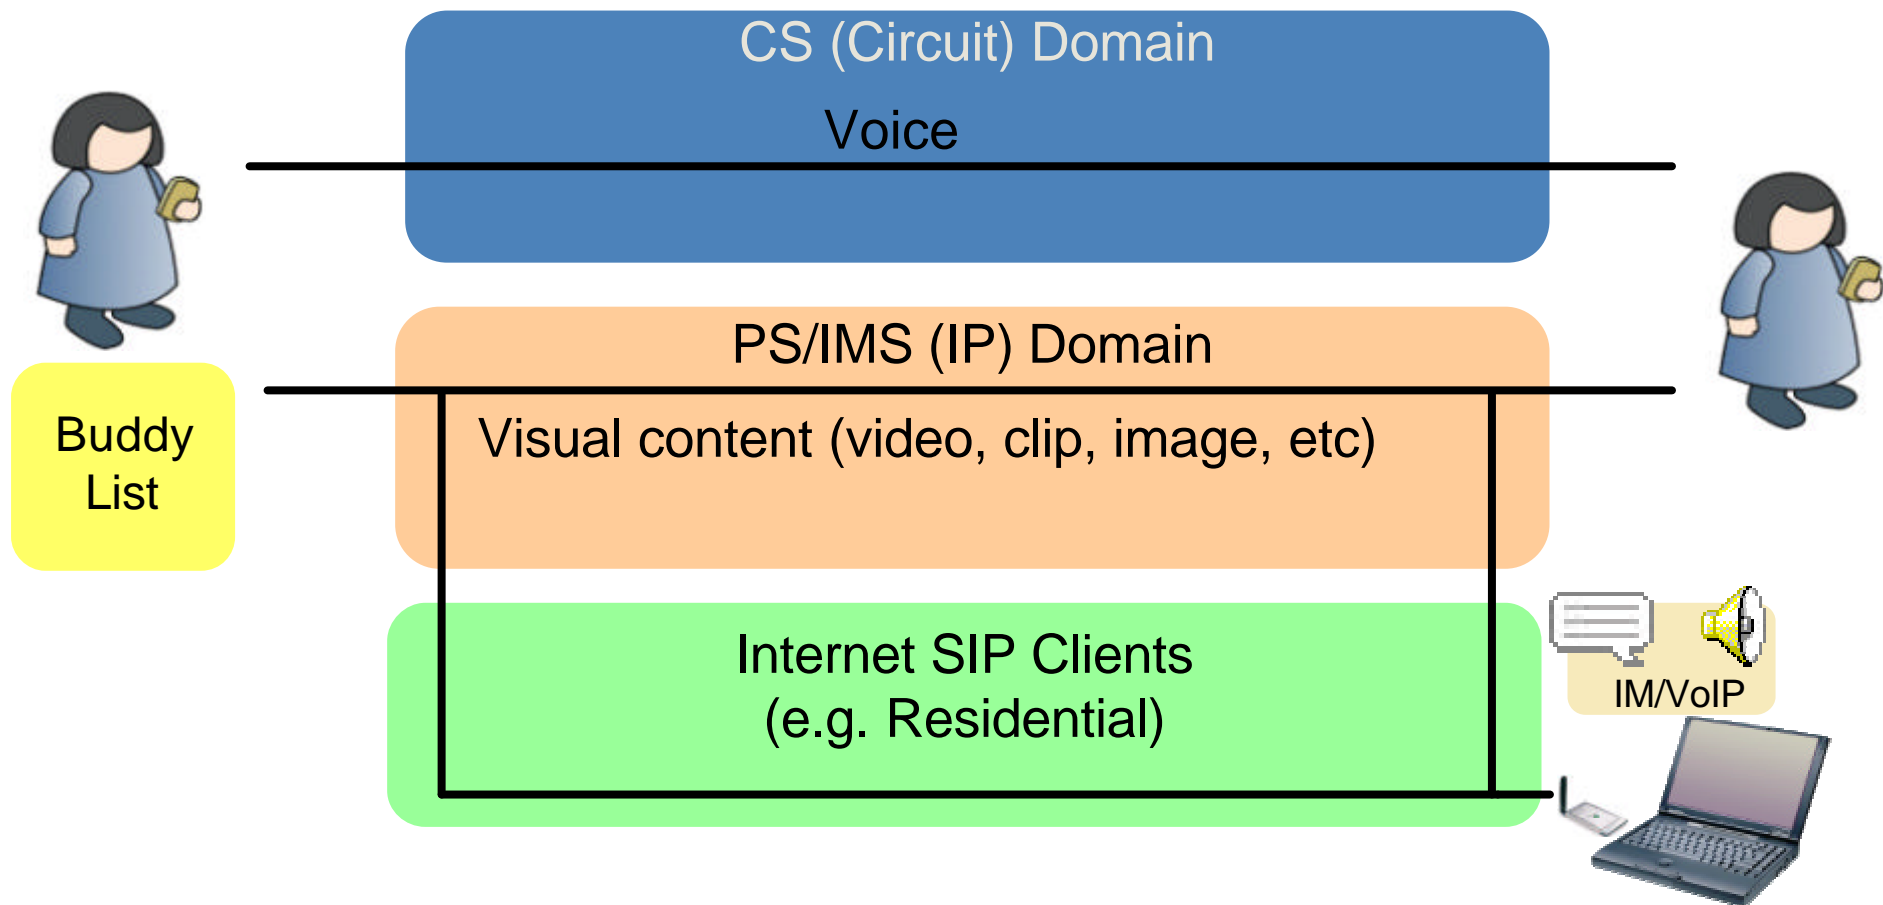 CS (Circuit) Domain
Voice
PS/IMS (IP) Domain
Buddy
List
Visual content (video, clip, image, etc)
Internet SIP Clients
(e.g. Residential)
IM/VoIP